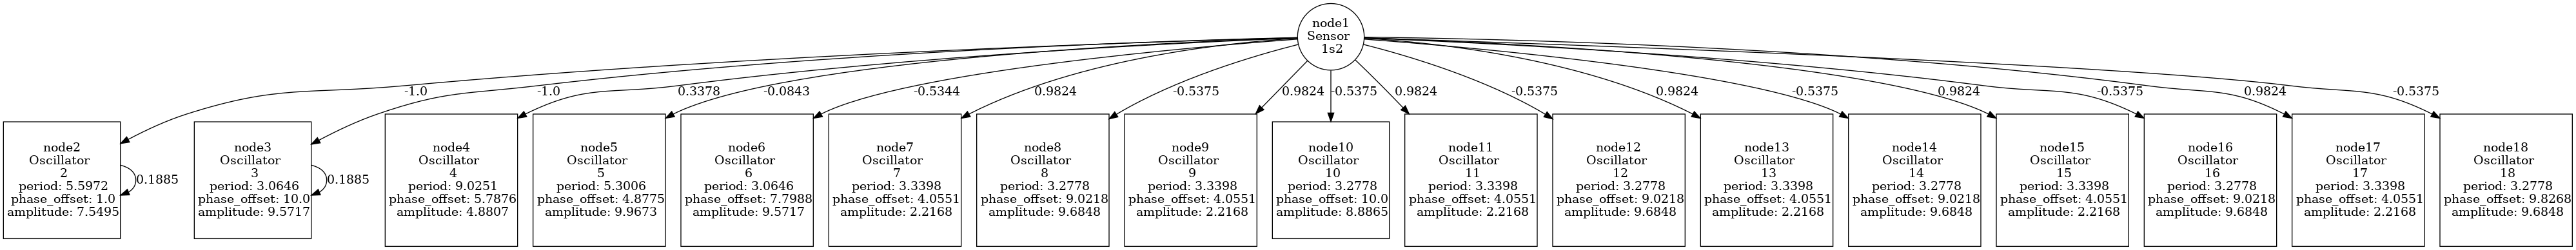 node1
Sensor
1s2
-1.0
-1.0
0.3378
-0.0843
-0.5344
0.9824
-0.5375
0.9824
-0.5375
0.9824
-0.5375
0.9824
-0.5375
0.9824
-0.5375
0.9824
-0.5375
node2
Oscillator
2
period: 5.5972
phase_offset: 1.0
amplitude: 7.5495
0.1885
node3
Oscillator
3
period: 3.0646
phase_offset: 10.0
amplitude: 9.5717
0.1885
node4
Oscillator
4
period: 9.0251
phase_offset: 5.7876
amplitude: 4.8807
node5
Oscillator
5
period: 5.3006
phase_offset: 4.8775
amplitude: 9.9673
node6
Oscillator
6
period: 3.0646
phase_offset: 7.7988
amplitude: 9.5717
node7
Oscillator
7
period: 3.3398
phase_offset: 4.0551
amplitude: 2.2168
node8
Oscillator
8
period: 3.2778
phase_offset: 9.0218
amplitude: 9.6848
node9
Oscillator
9
period: 3.3398
phase_offset: 4.0551
amplitude: 2.2168
node10
Oscillator
10
period: 3.2778
phase_offset: 10.0
amplitude: 8.8865
node11
Oscillator
11
period: 3.3398
phase_offset: 4.0551
amplitude: 2.2168
node12
Oscillator
12
period: 3.2778
phase_offset: 9.0218
amplitude: 9.6848
node13
Oscillator
13
period: 3.3398
phase_offset: 4.0551
amplitude: 2.2168
node14
Oscillator
14
period: 3.2778
phase_offset: 9.0218
amplitude: 9.6848
node15
Oscillator
15
period: 3.3398
phase_offset: 4.0551
amplitude: 2.2168
node16
Oscillator
16
period: 3.2778
phase_offset: 9.0218
amplitude: 9.6848
node17
Oscillator
17
period: 3.3398
phase_offset: 4.0551
amplitude: 2.2168
node18
Oscillator
18
period: 3.2778
phase_offset: 9.8268
amplitude: 9.6848